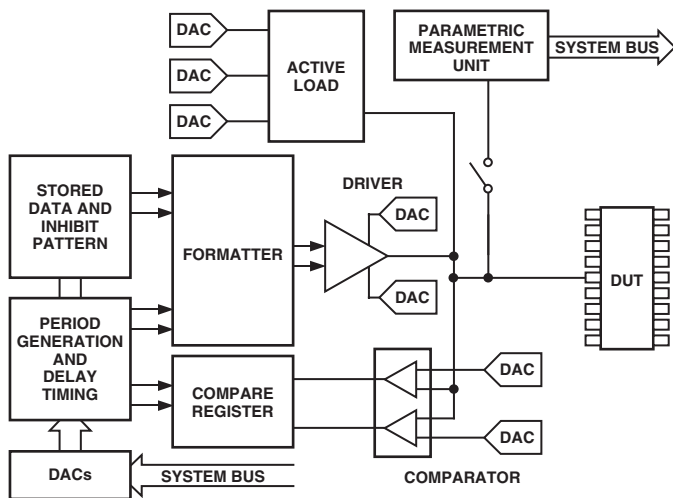 DAC
DAC
DAC
ACTIVE
LOAD
PARAMETRIC
MEASUREMENT
UNIT
SYSTEM BUS
STORED
DATA AND
INHIBIT
PATTERN
FORMATTER
DRIVER
DAC
DAC
DUT
PERIOD
GENERATION
AND
DELAY
TIMING
COMPARE
REGISTER
DAC
DAC
COMPARATOR
DACs
SYSTEM BUS